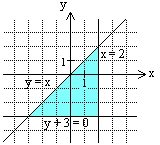 y
x = 2
y = x
1
1
x
y + 3 = 0